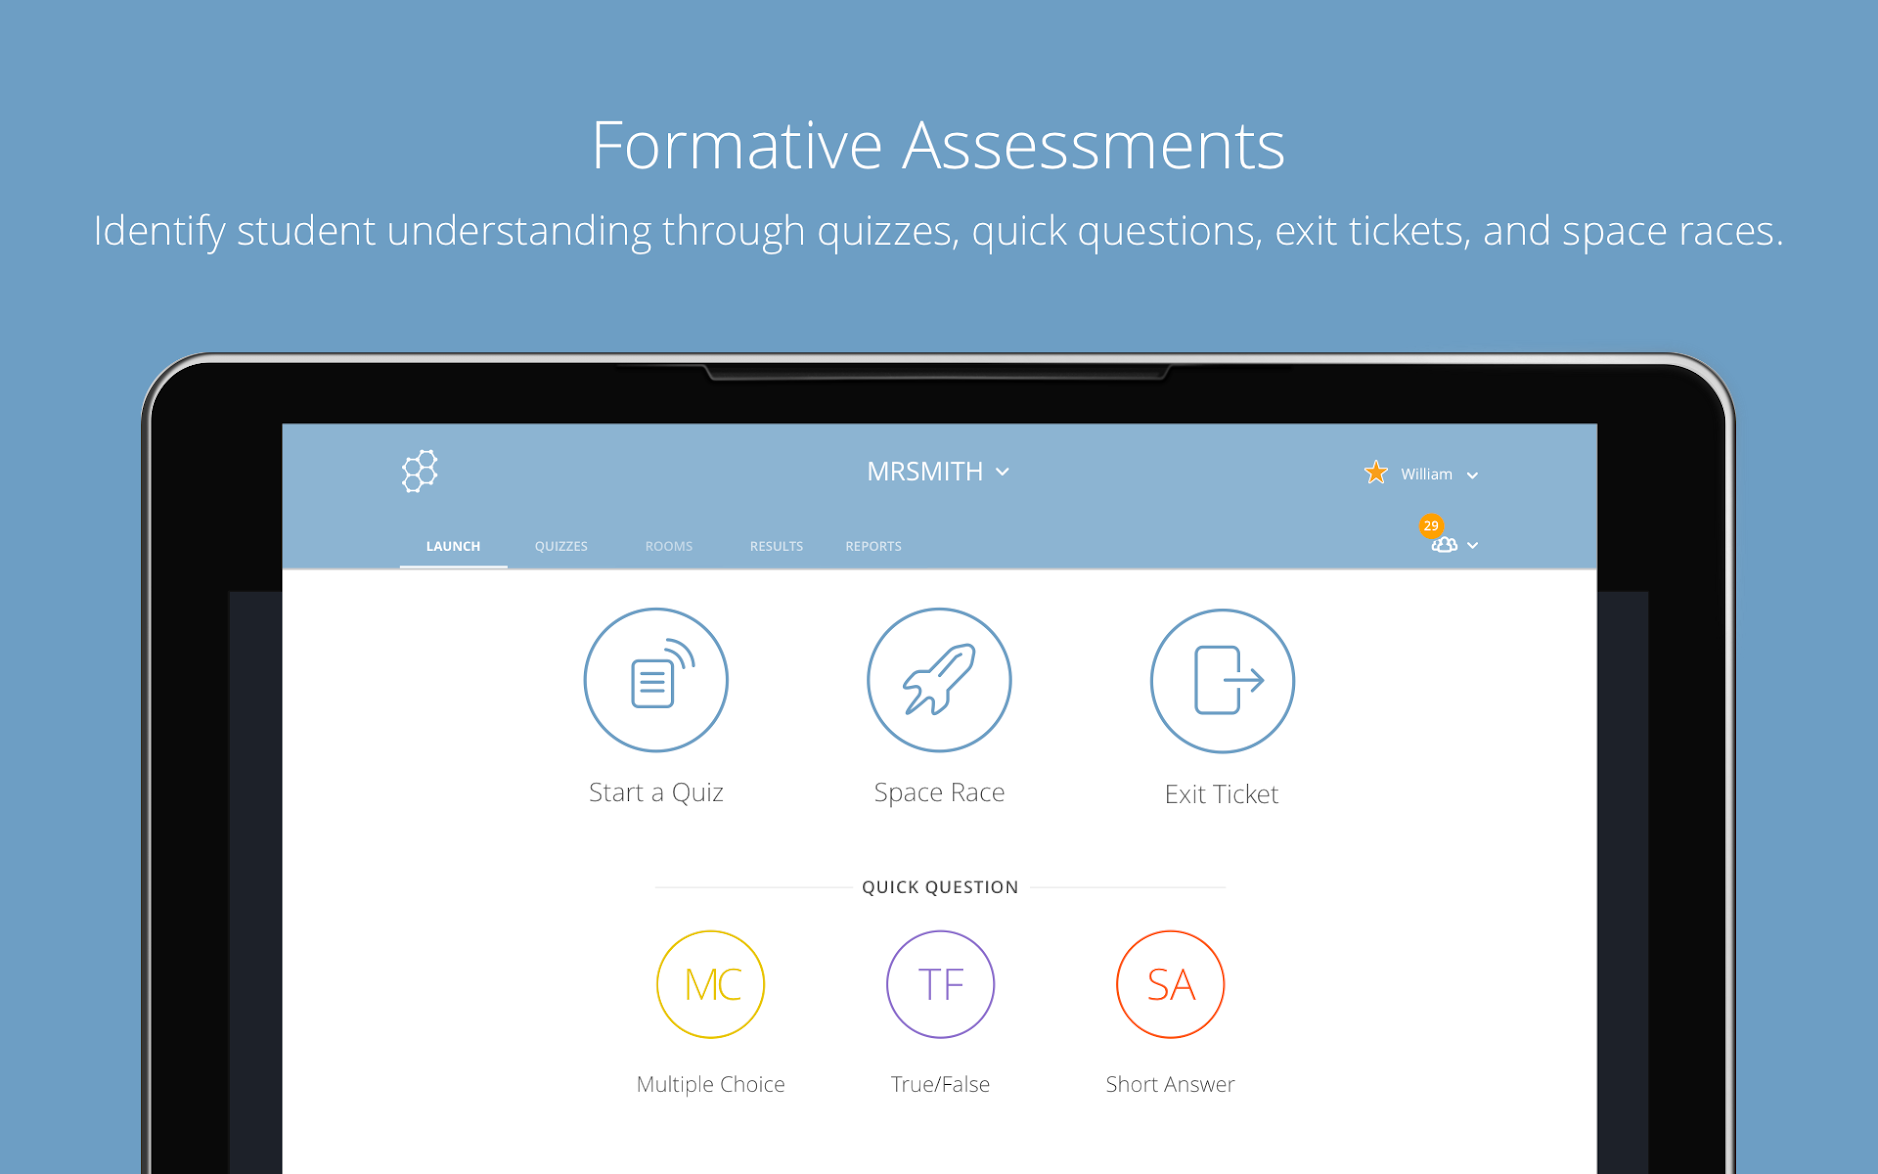 Formative Assessments
Identify student understanding through quizzes, quick questions, exit tickets, and space races.
MRSMITH
William
29
LAUNCH QUIZZES ROOMS RESULTS REPORTS
Start a Quiz Space Race Exit Ticket
QUICK QUESTION
MC TF SA
Multiple Choice True/False Short Answer